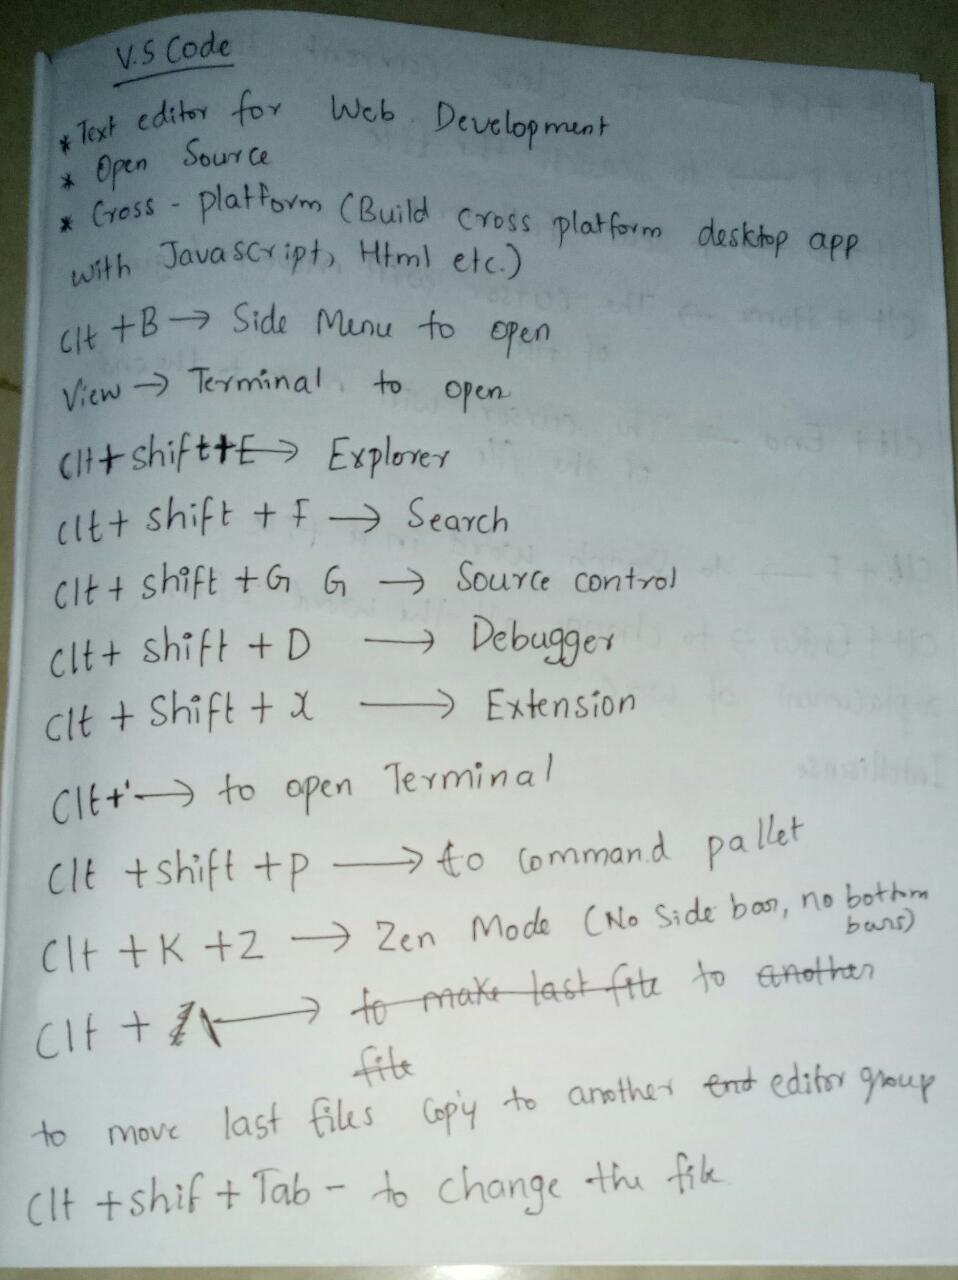 V.S Code
* Text editor for Web Development
* Open Source
* Cross - Platform (Build cross platform desktop app
with JavaScript, Html etc.)
Clt + B → Side Menu to open
View → Terminal to open
Clt + shift + E → Explorer
Clt + shift + F → Search
Clt + shift + G G → Source control
Clt + shift + D → Debugger
Clt + Shift + X → Extension
Clt + ` → to open Terminal
Clt + shift + P → to command pallet
Clt + K + Z → Zen Mode (No Side bar, no bottom
bars)
Clt + \ → to make last file to another
file
to move last files copy to another end editor group
Clt + shif + Tab - to change the file